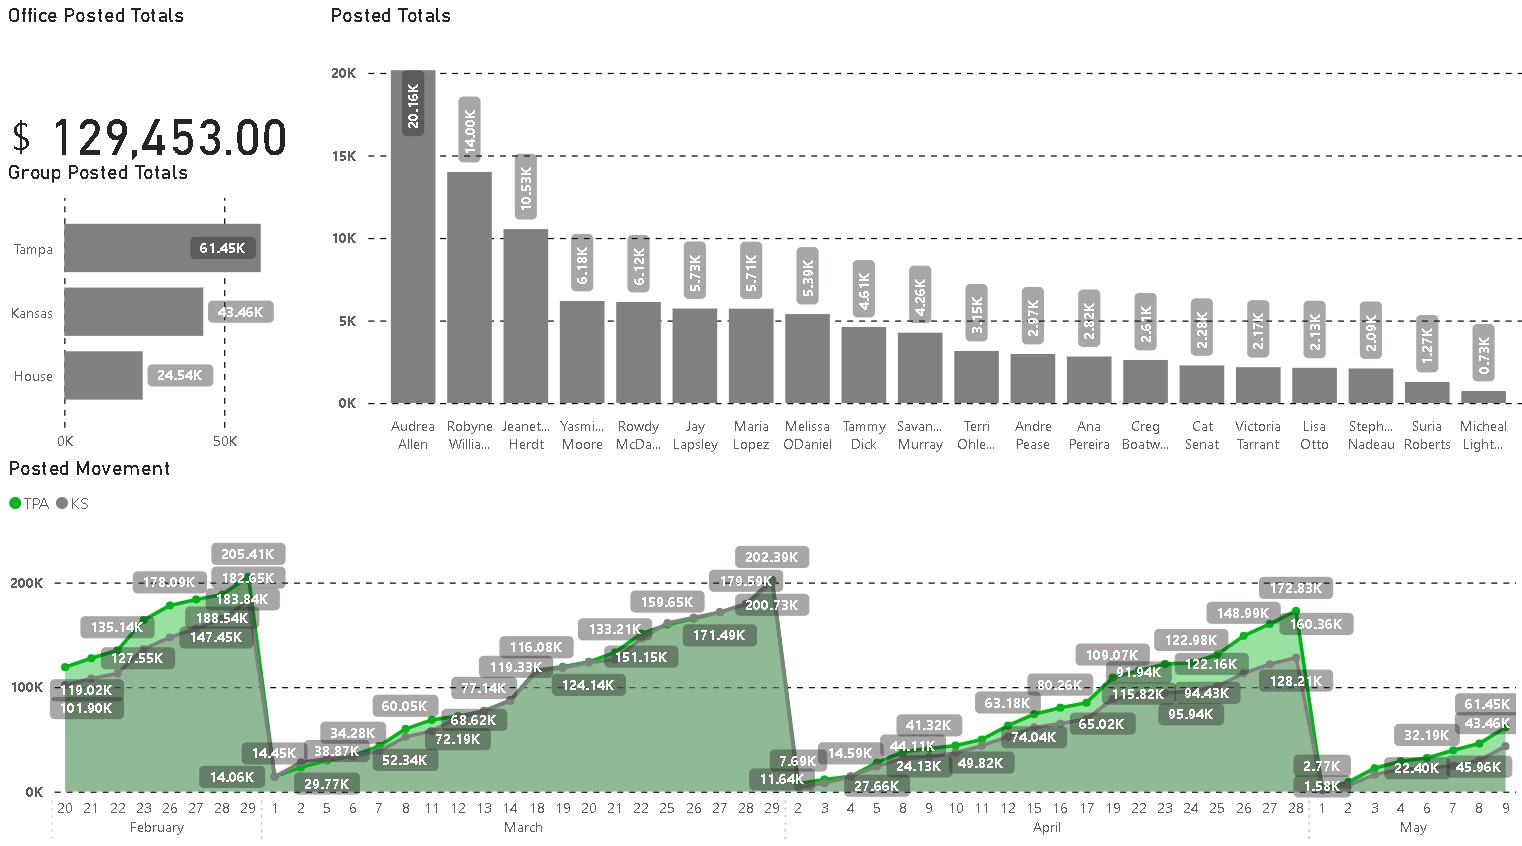 Office Posted Totals
$ 129,453.00
Group Posted Totals
Tampa
61.45K
Kansas
43.46K
House
24.54K
0K
50K
Posted Totals
20K
15K
10K
5K
0K
20.16K
14.00K
10.53K
6.18K
6.12K
5.73K
5.71K
5.39K
4.61K
4.26K
3.15K
2.97K
2.82K
2.61K
2.28K
2.17K
2.13K
2.09K
1.27K
0.73K
Audrea
Allen
Robyne
Willia...
Jeanet...
Herdt
Yasmi...
Moore
Rowdy
McDa...
Jay
Lapsley
Maria
Lopez
Melissa
ODaniel
Tammy
Dick
Savan...
Murray
Terri
Ohle...
Andre
Pease
Ana
Pereira
Creg
Boatw...
Cat
Senat
Victoria
Tarrant
Lisa
Otto
Steph...
Nadeau
Suria
Roberts
Micheal
Light...
Posted Movement
TPA KS
200K
100K
0K
119.02K
101.90K
135.14K
127.55K
178.09K
147.45K
188.54K
183.84K
182.65K
205.41K
14.45K
14.06K
29.77K
38.87K
34.28K
52.34K
60.05K
72.19K
68.62K
77.14K
119.33K
116.08K
124.14K
133.21K
151.15K
159.65K
171.49K
179.59K
202.39K
200.73K
7.69K
11.64K
14.59K
27.66K
44.11K
24.13K
41.32K
49.82K
63.18K
74.04K
80.26K
65.02K
109.07K
91.94K
115.82K
122.98K
122.16K
94.43K
95.94K
148.99K
172.83K
160.36K
128.21K
2.77K
1.58K
32.19K
22.40K
45.96K
61.45K
43.46K
20 21 22 23 26 27 28 29 1 2 5 6 7 8 11 12 13 14 18 19 20 21 22 25 26 27 28 29 2 3 4 5 8 9 10 11 12 15 16 17 19 22 23 24 25 26 27 28 1 2 3 4 6 7 8 9
February March April May